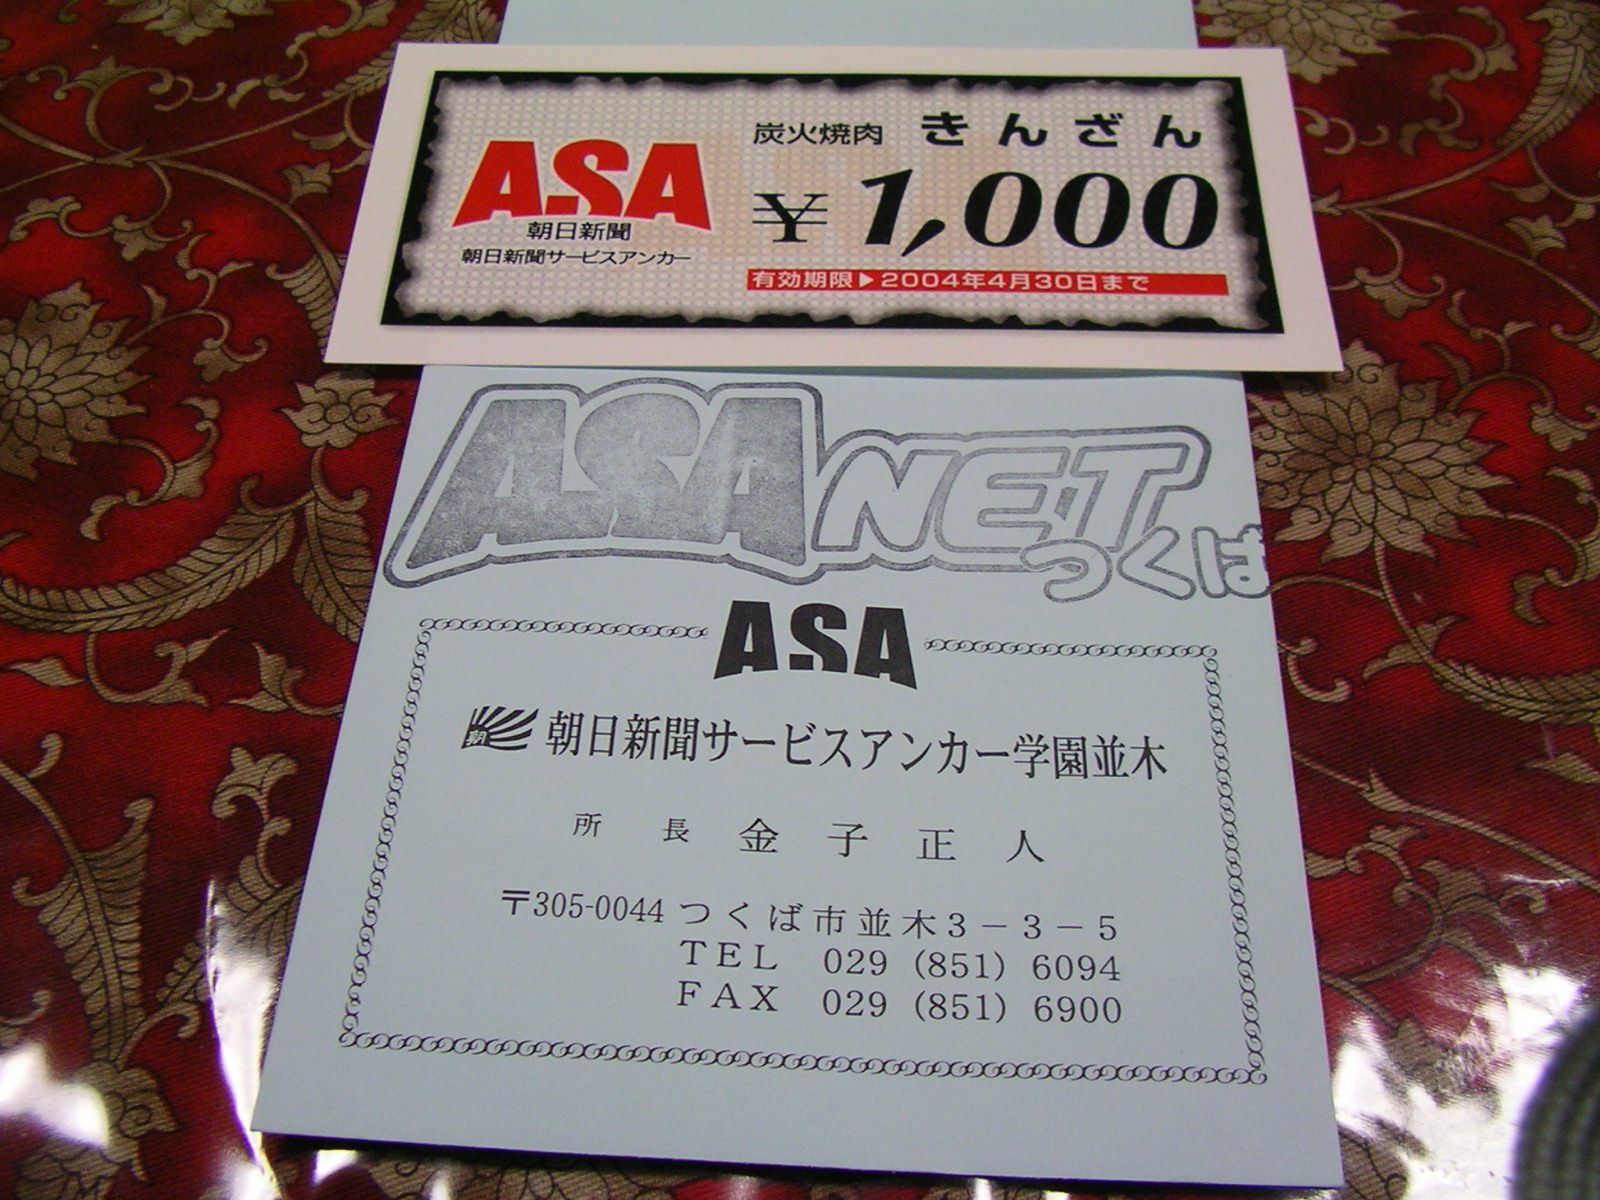 炭火焼肉 きんざん
ASA
¥1,000
朝日新聞
朝日新聞サービスアンカー
有効期限▶2004年4月30日まで
ASANET
つくば
ASA
朝 朝日新聞サービスアンカー学園並木
所長 金子正人
〒305-0044 つくば市並木3-3-5
TEL 029 (851) 6094
FAX 029 (851) 6900